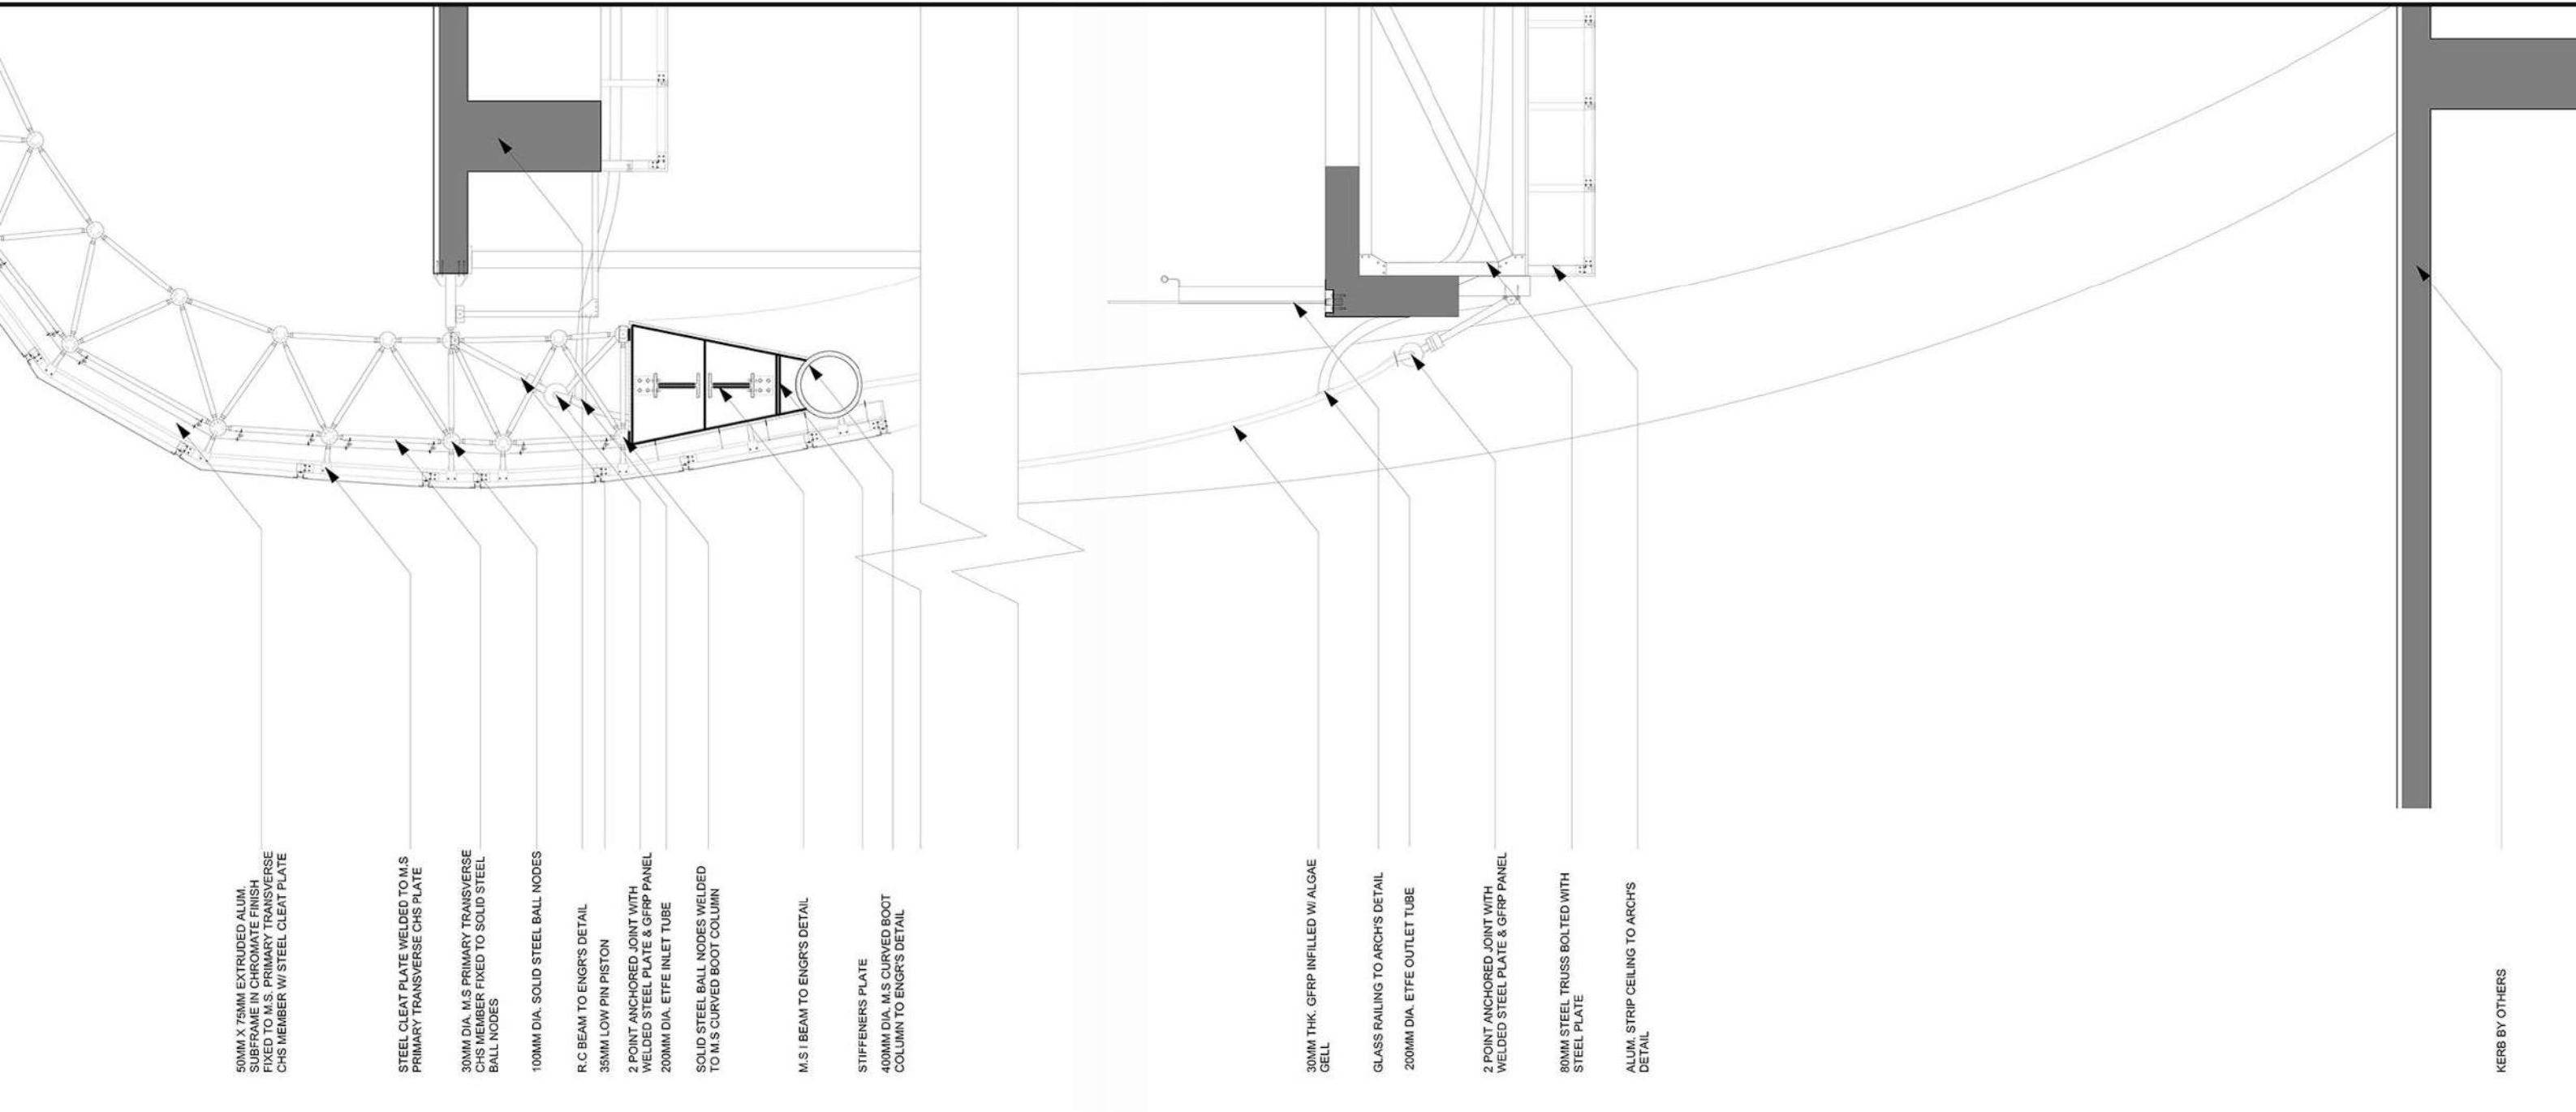 50MM X 75MM EXTRUDED ALUM.
SUBFRAME IN CHROMATE FINISH
FIXED TO M.S. PRIMARY TRANSVERSE
CHS MEMBER W/ STEEL CLEAT PLATE
STEEL CLEAT PLATE WELDED TO M.S
PRIMARY TRANSVERSE CHS PLATE
30MM DIA. M.S PRIMARY TRANSVERSE
CHS MEMBER FIXED TO SOLID STEEL
BALL NODES
100MM DIA. SOLID STEEL BALL NODES
R.C BEAM TO ENGR'S DETAIL
35MM LOW PIN PISTON
2 POINT ANCHORED JOINT WITH
WELDED STEEL PLATE & GFRP PANEL
200MM DIA. ETFE INLET TUBE
SOLID STEEL BALL NODES WELDED
TO M.S CURVED BOOT COLUMN
M.S I BEAM TO ENGR'S DETAIL
STIFFENERS PLATE
400MM DIA. M.S CURVED BOOT
COLUMN TO ENGR'S DETAIL
30MM THK. GFRP INFILLED W/ ALGAE
GELL
GLASS RAILING TO ARCH'S DETAIL
200MM DIA. ETFE OUTLET TUBE
2 POINT ANCHORED JOINT WITH
WELDED STEEL PLATE & GFRP PANEL
80MM STEEL TRUSS BOLTED WITH
STEEL PLATE
ALUM. STRIP CEILING TO ARCH'S
DETAIL
KERB BY OTHERS